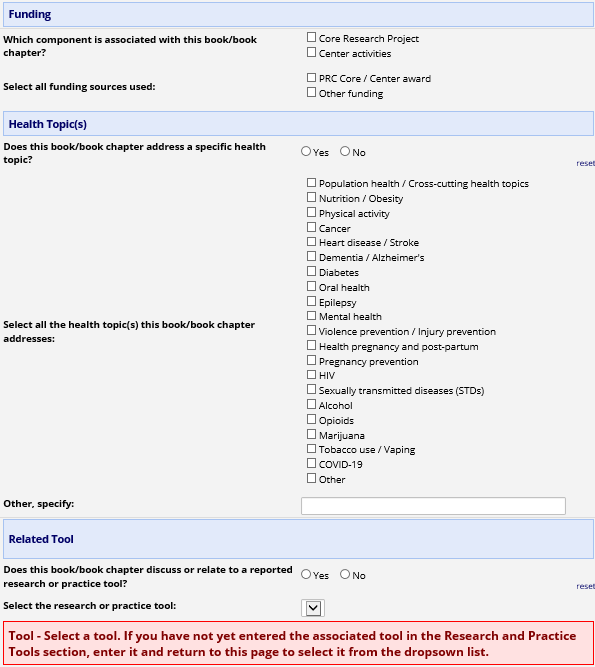 Funding
Which component is associated with this book/book
chapter?
Core Research Project
Center activities
Select all funding sources used:
PRC Core / Center award
Other funding
Health Topic(s)
Does this book/book chapter address a specific health
topic?
Yes No
reset
Select all the health topic(s) this book/book chapter
addresses:
Population health / Cross-cutting health topics
Nutrition / Obesity
Physical activity
Cancer
Heart disease / Stroke
Dementia / Alzheimer's
Diabetes
Oral health
Epilepsy
Mental health
Violence prevention / Injury prevention
Health pregnancy and post-partum
Pregnancy prevention
HIV
Sexually transmitted diseases (STDs)
Alcohol
Opioids
Marijuana
Tobacco use / Vaping
COVID-19
Other
Other, specify:
Related Tool
Does this book/book chapter discuss or relate to a reported
research or practice tool?
Yes No
reset
Select the research or practice tool:
Tool - Select a tool. If you have not yet entered the associated tool in the Research and Practice
Tools section, enter it and return to this page to select it from the dropsown list.